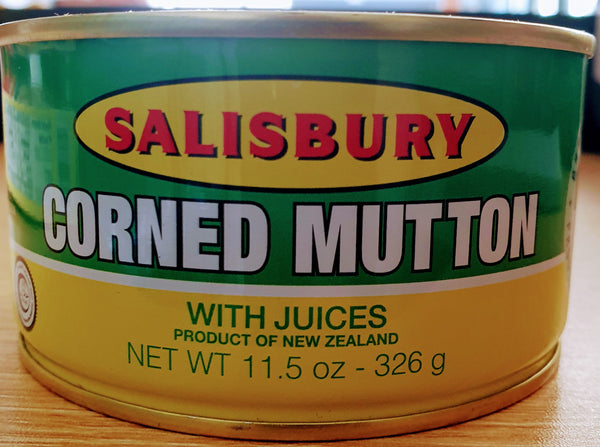 SALISBURY
CORNED MUTTON
WITH JUICES
PRODUCT OF NEW ZEALAND
NET WT 11.5 oz - 326 g